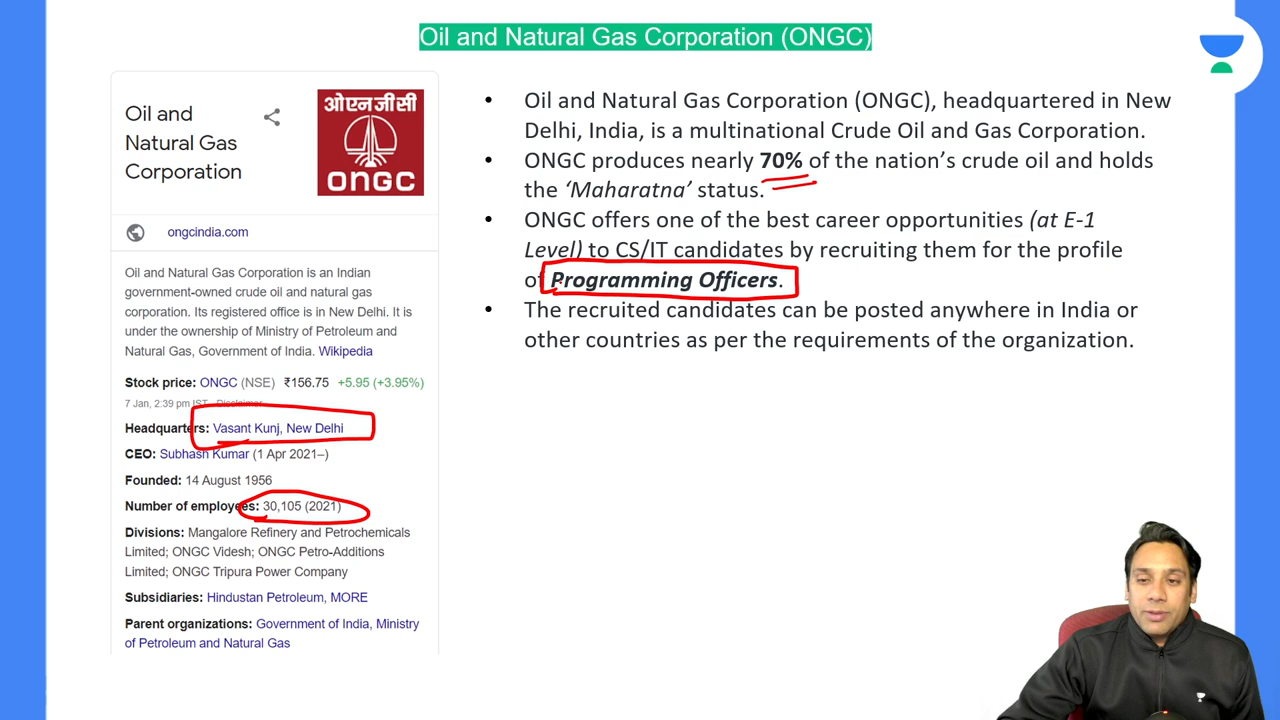 Oil and Natural Gas Corporation (ONGC)
Oil and
Natural Gas
Corporation
ओएनजीसी
ONGC
ongcindia.com
Oil and Natural Gas Corporation is an Indian
government-owned crude oil and natural gas
corporation. Its registered office is in New Delhi. It is
under the ownership of Ministry of Petroleum and
Natural Gas, Government of India. Wikipedia
Stock price: ONGC (NSE) ₹156.75 +5.95 (+3.95%)
7 Jan, 2:39 pm IST - Disclaimer
Headquarters: Vasant Kunj, New Delhi
CEO: Subhash Kumar (1 Apr 2021–)
Founded: 14 August 1956
Number of employees: 30,105 (2021)
Divisions: Mangalore Refinery and Petrochemicals
Limited; ONGC Videsh; ONGC Petro-Additions
Limited; ONGC Tripura Power Company
Subsidiaries: Hindustan Petroleum, MORE
Parent organizations: Government of India, Ministry
of Petroleum and Natural Gas
• Oil and Natural Gas Corporation (ONGC), headquartered in New
Delhi, India, is a multinational Crude Oil and Gas Corporation.
• ONGC produces nearly 70% of the nation’s crude oil and holds
the ‘Maharatna’ status.
• ONGC offers one of the best career opportunities (at E-1
Level) to CS/IT candidates by recruiting them for the profile
of Programming Officers.
• The recruited candidates can be posted anywhere in India or
other countries as per the requirements of the organization.